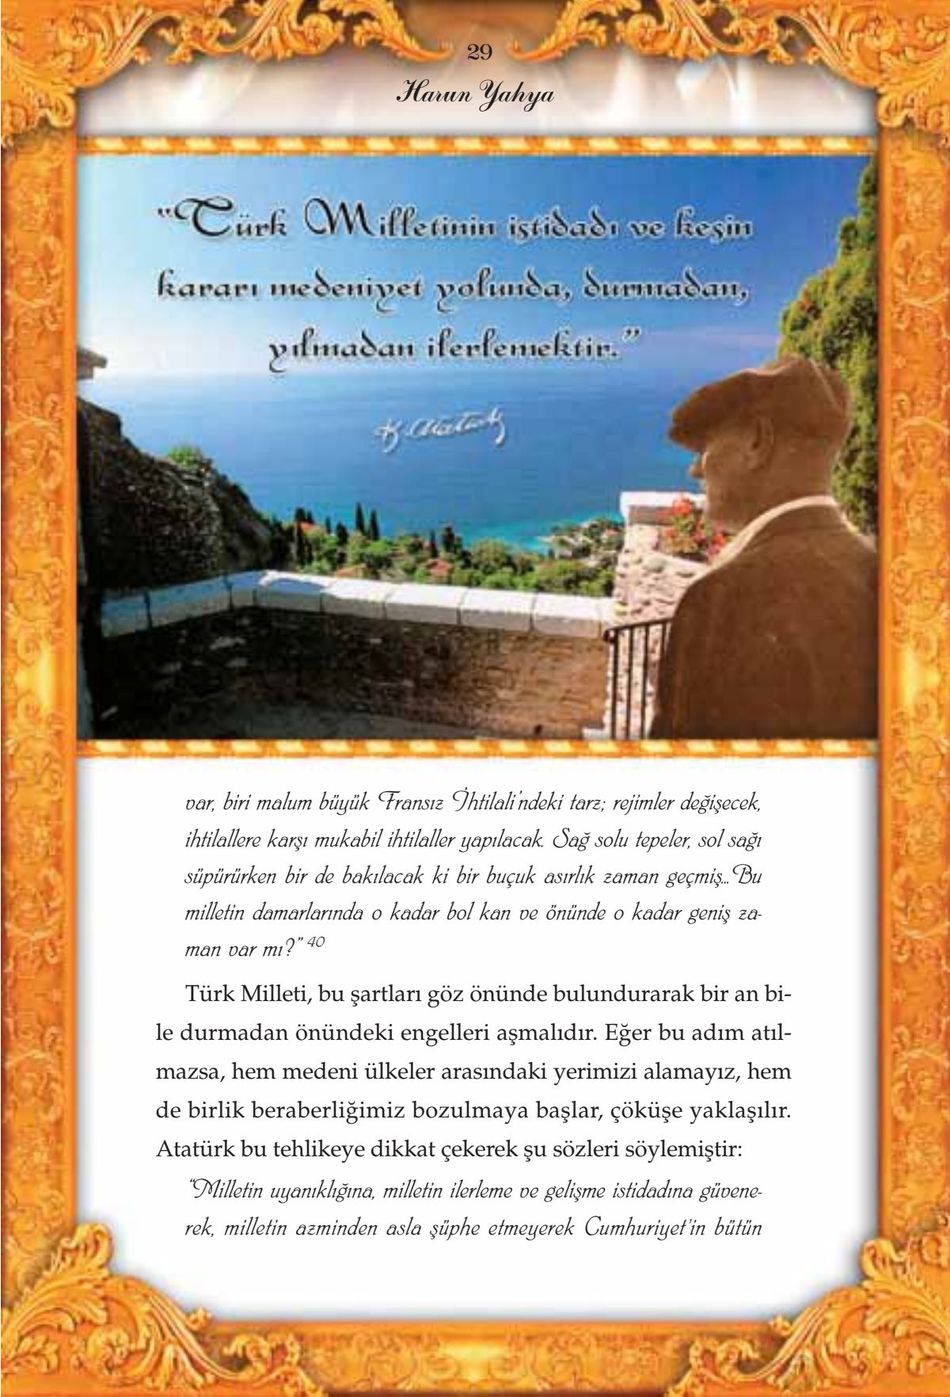 29
Harun Yahya
"Türk Milletinin iştidadı ve keşin
kararı medeniyet yolunda, durmadan,
yılmadan ilerlemektir."
K. Atatürk
var, biri malum büyük Fransız İhtilali'ndeki tarz; rejimler değişecek,
ihtilallere karşı mukabil ihtilaller yapılacak. Sağ solu tepeler, sol sağı
süpürürken bir de bakılacak ki bir buçuk asırlık zaman geçmiş...Bu
milletin damarlarında o kadar bol kan ve önünde o kadar geniş za-
man var mı?" 40
Türk Milleti, bu şartları göz önünde bulundurarak bir an bi-
le durmadan önündeki engelleri aşmalıdır. Eğer bu adım atıl-
mazsa, hem medeni ülkeler arasındaki yerimizi alamayız, hem
de birlik beraberliğimiz bozulmaya başlar, çöküşe yaklaşılır.
Atatürk bu tehlikeye dikkat çekerek şu sözleri söylemiştir:
"Milletin uyanıklığına, milletin ilerleme ve gelişme istidadına güvene-
rek, milletin azminden asla şüphe etmeyerek Cumhuriyet'in bütün